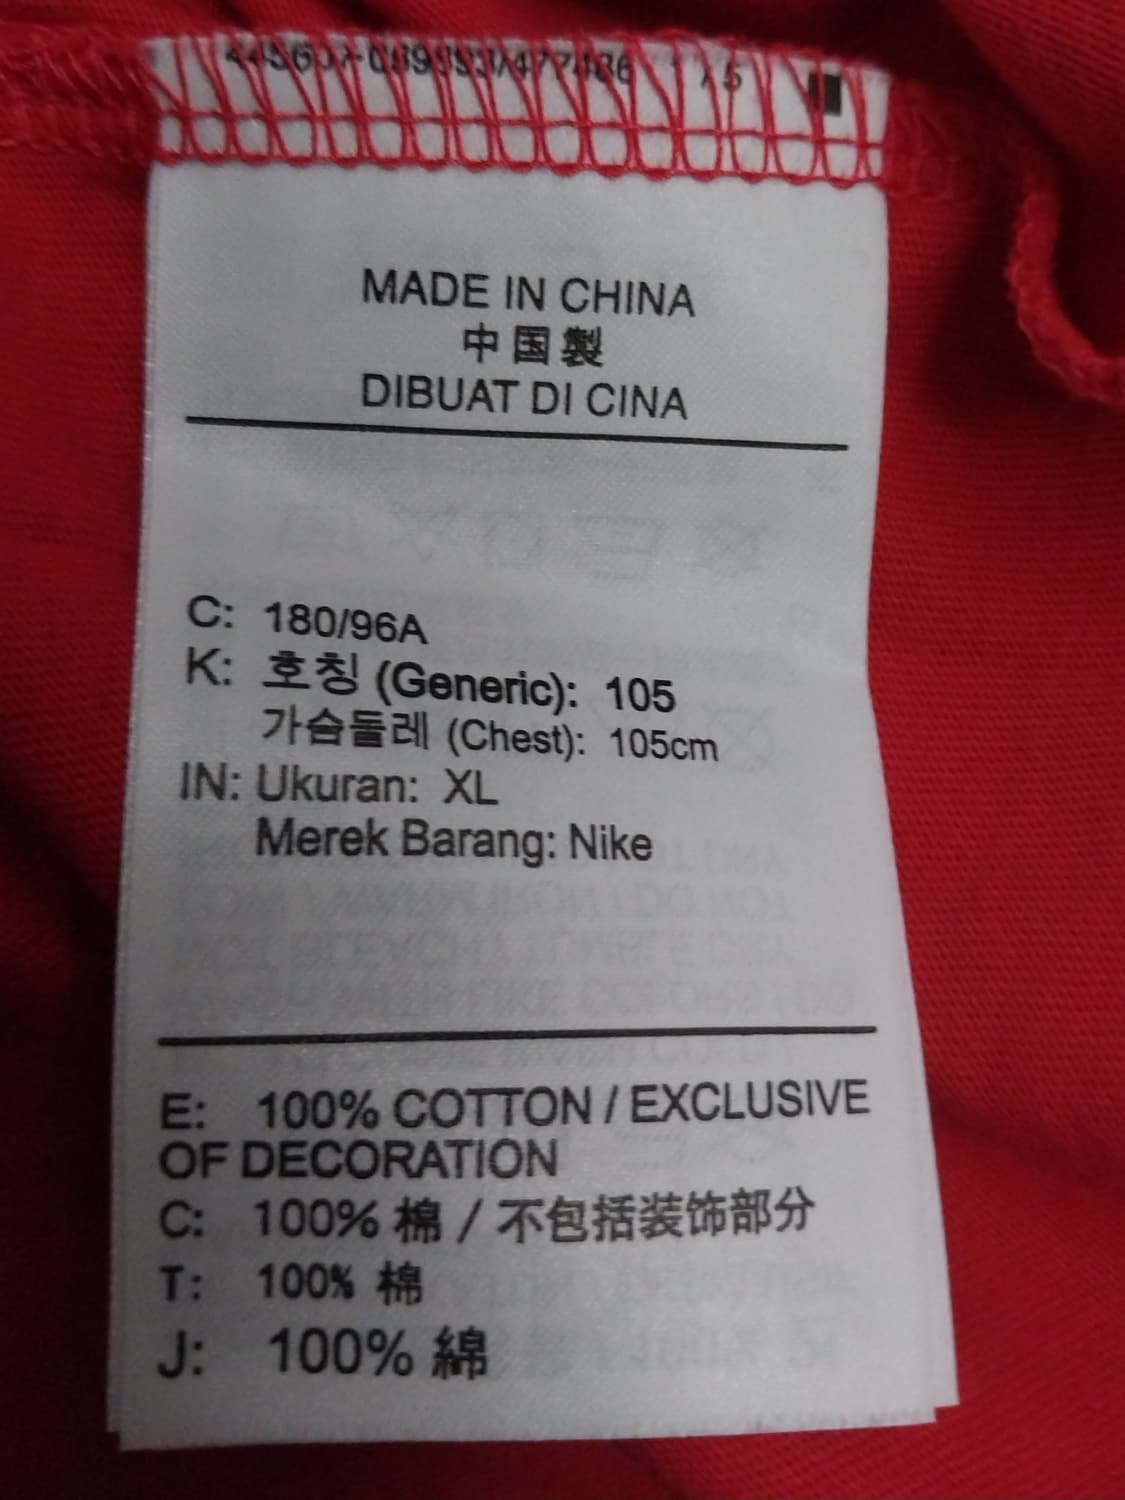 MADE IN CHINA
中国製
DIBUAT DI CINA
C: 180/96A
K: 호칭 (Generic): 105
가슴둘레 (Chest): 105cm
IN: Ukuran: XL
Merek Barang: Nike
E: 100% COTTON / EXCLUSIVE
OF DECORATION
C: 100% 棉 / 不包括装饰部分
T: 100% 棉
J: 100% 綿